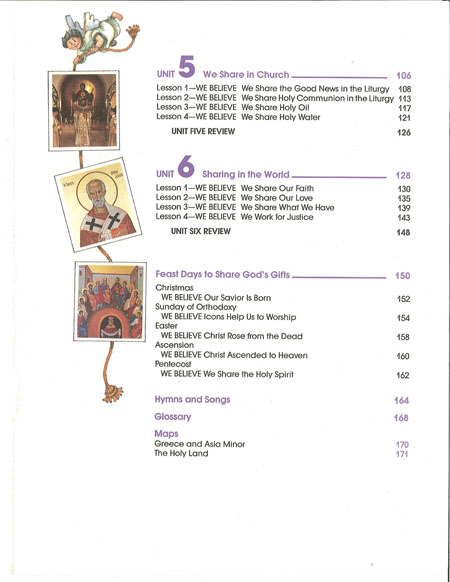 UNIT 5 We Share in Church 106
Lesson 1—WE BELIEVE We Share the Good News in the Liturgy 108
Lesson 2—WE BELIEVE We Share Holy Communion in the Liturgy 113
Lesson 3—WE BELIEVE We Share Holy Oil 117
Lesson 4—WE BELIEVE We Share Holy Water 121
UNIT FIVE REVIEW 126
UNIT 6 Sharing in the World 128
Lesson 1—WE BELIEVE We Share Our Faith 130
Lesson 2—WE BELIEVE We Share Our Love 135
Lesson 3—WE BELIEVE We Share What We Have 139
Lesson 4—WE BELIEVE We Work for Justice 143
UNIT SIX REVIEW 148
Feast Days to Share God's Gifts 150
Christmas
WE BELIEVE Our Savior Is Born 152
Sunday of Orthodoxy
WE BELIEVE Icons Help Us to Worship 154
Easter
WE BELIEVE Christ Rose from the Dead 158
Ascension
WE BELIEVE Christ Ascended to Heaven 160
Pentecost
WE BELIEVE We Share the Holy Spirit 162
Hymns and Songs 164
Glossary 168
Maps
Greece and Asia Minor 170
The Holy Land 171